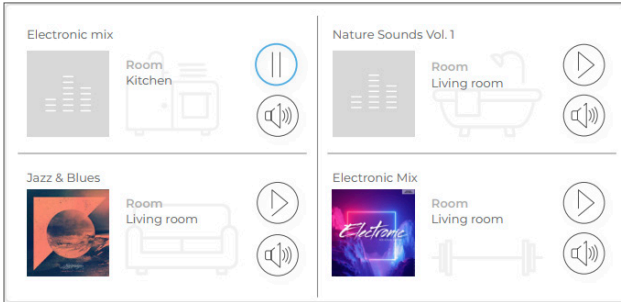 Electronic mix
Room
Kitchen
Nature Sounds Vol. 1
Room
Living room
Jazz & Blues
Room
Living room
Electronic Mix
Electronic
Room
Living room